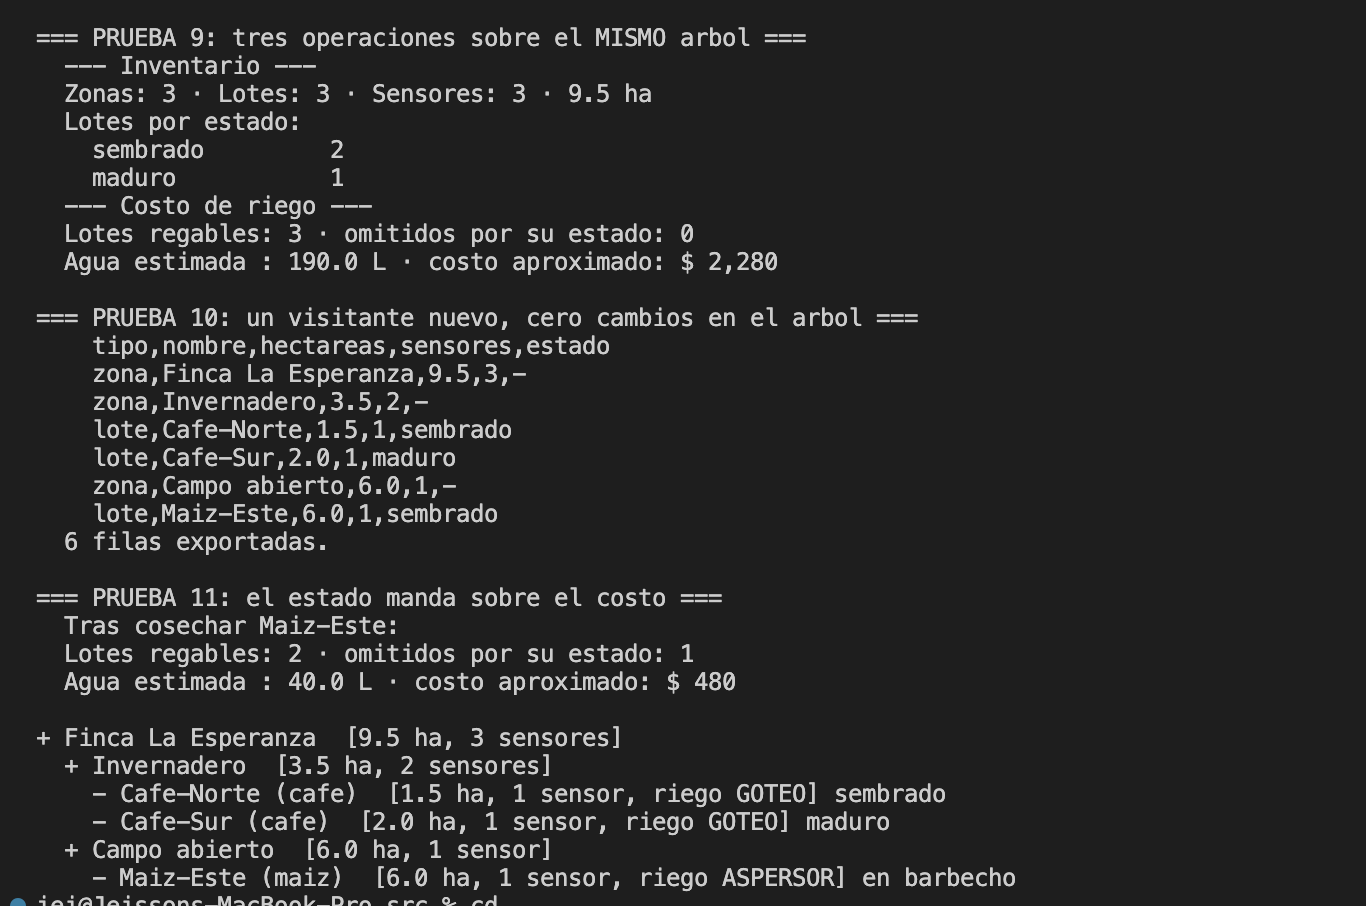 === PRUEBA 9: tres operaciones sobre el MISMO arbol ===
--- Inventario ---
Zonas: 3 · Lotes: 3 · Sensores: 3 · 9.5 ha
Lotes por estado:
sembrado 2
maduro 1
--- Costo de riego ---
Lotes regables: 3 · omitidos por su estado: 0
Agua estimada : 190.0 L · costo aproximado: $ 2,280
=== PRUEBA 10: un visitante nuevo, cero cambios en el arbol ===
tipo,nombre,hectareas,sensores,estado
zona,Finca La Esperanza,9.5,3,-
zona,Invernadero,3.5,2,-
lote,Cafe-Norte,1.5,1,sembrado
lote,Cafe-Sur,2.0,1,maduro
zona,Campo abierto,6.0,1,-
lote,Maiz-Este,6.0,1,sembrado
6 filas exportadas.
=== PRUEBA 11: el estado manda sobre el costo ===
Tras cosechar Maiz-Este:
Lotes regables: 2 · omitidos por su estado: 1
Agua estimada : 40.0 L · costo aproximado: $ 480
+ Finca La Esperanza [9.5 ha, 3 sensores]
+ Invernadero [3.5 ha, 2 sensores]
- Cafe-Norte (cafe) [1.5 ha, 1 sensor, riego GOTEO] sembrado
- Cafe-Sur (cafe) [2.0 ha, 1 sensor, riego GOTEO] maduro
+ Campo abierto [6.0 ha, 1 sensor]
- Maiz-Este (maiz) [6.0 ha, 1 sensor, riego ASPERSOR] en barbecho
jej@Jeissons-MacBook-Pro src % cd